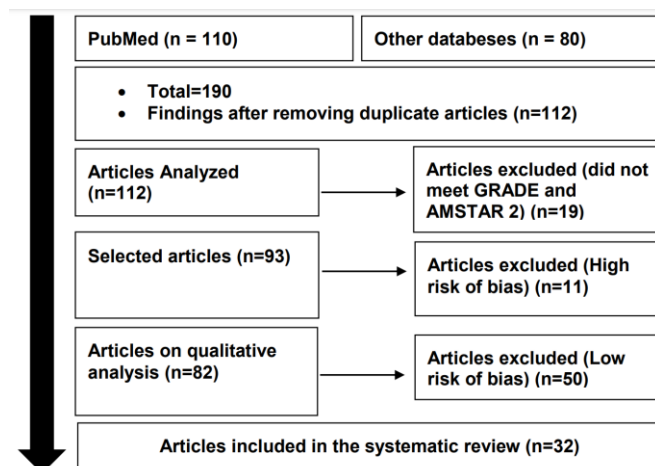 PubMed (n = 110)
Other databeses (n = 80)
• Total=190
• Findings after removing duplicate articles (n=112)
Articles Analyzed
(n=112)
Articles excluded (did
not meet GRADE and
AMSTAR 2) (n=19)
Selected articles (n=93)
Articles excluded (High
risk of bias) (n=11)
Articles on qualitative
analysis (n=82)
Articles excluded (Low
risk of bias) (n=50)
Articles included in the systematic review (n=32)